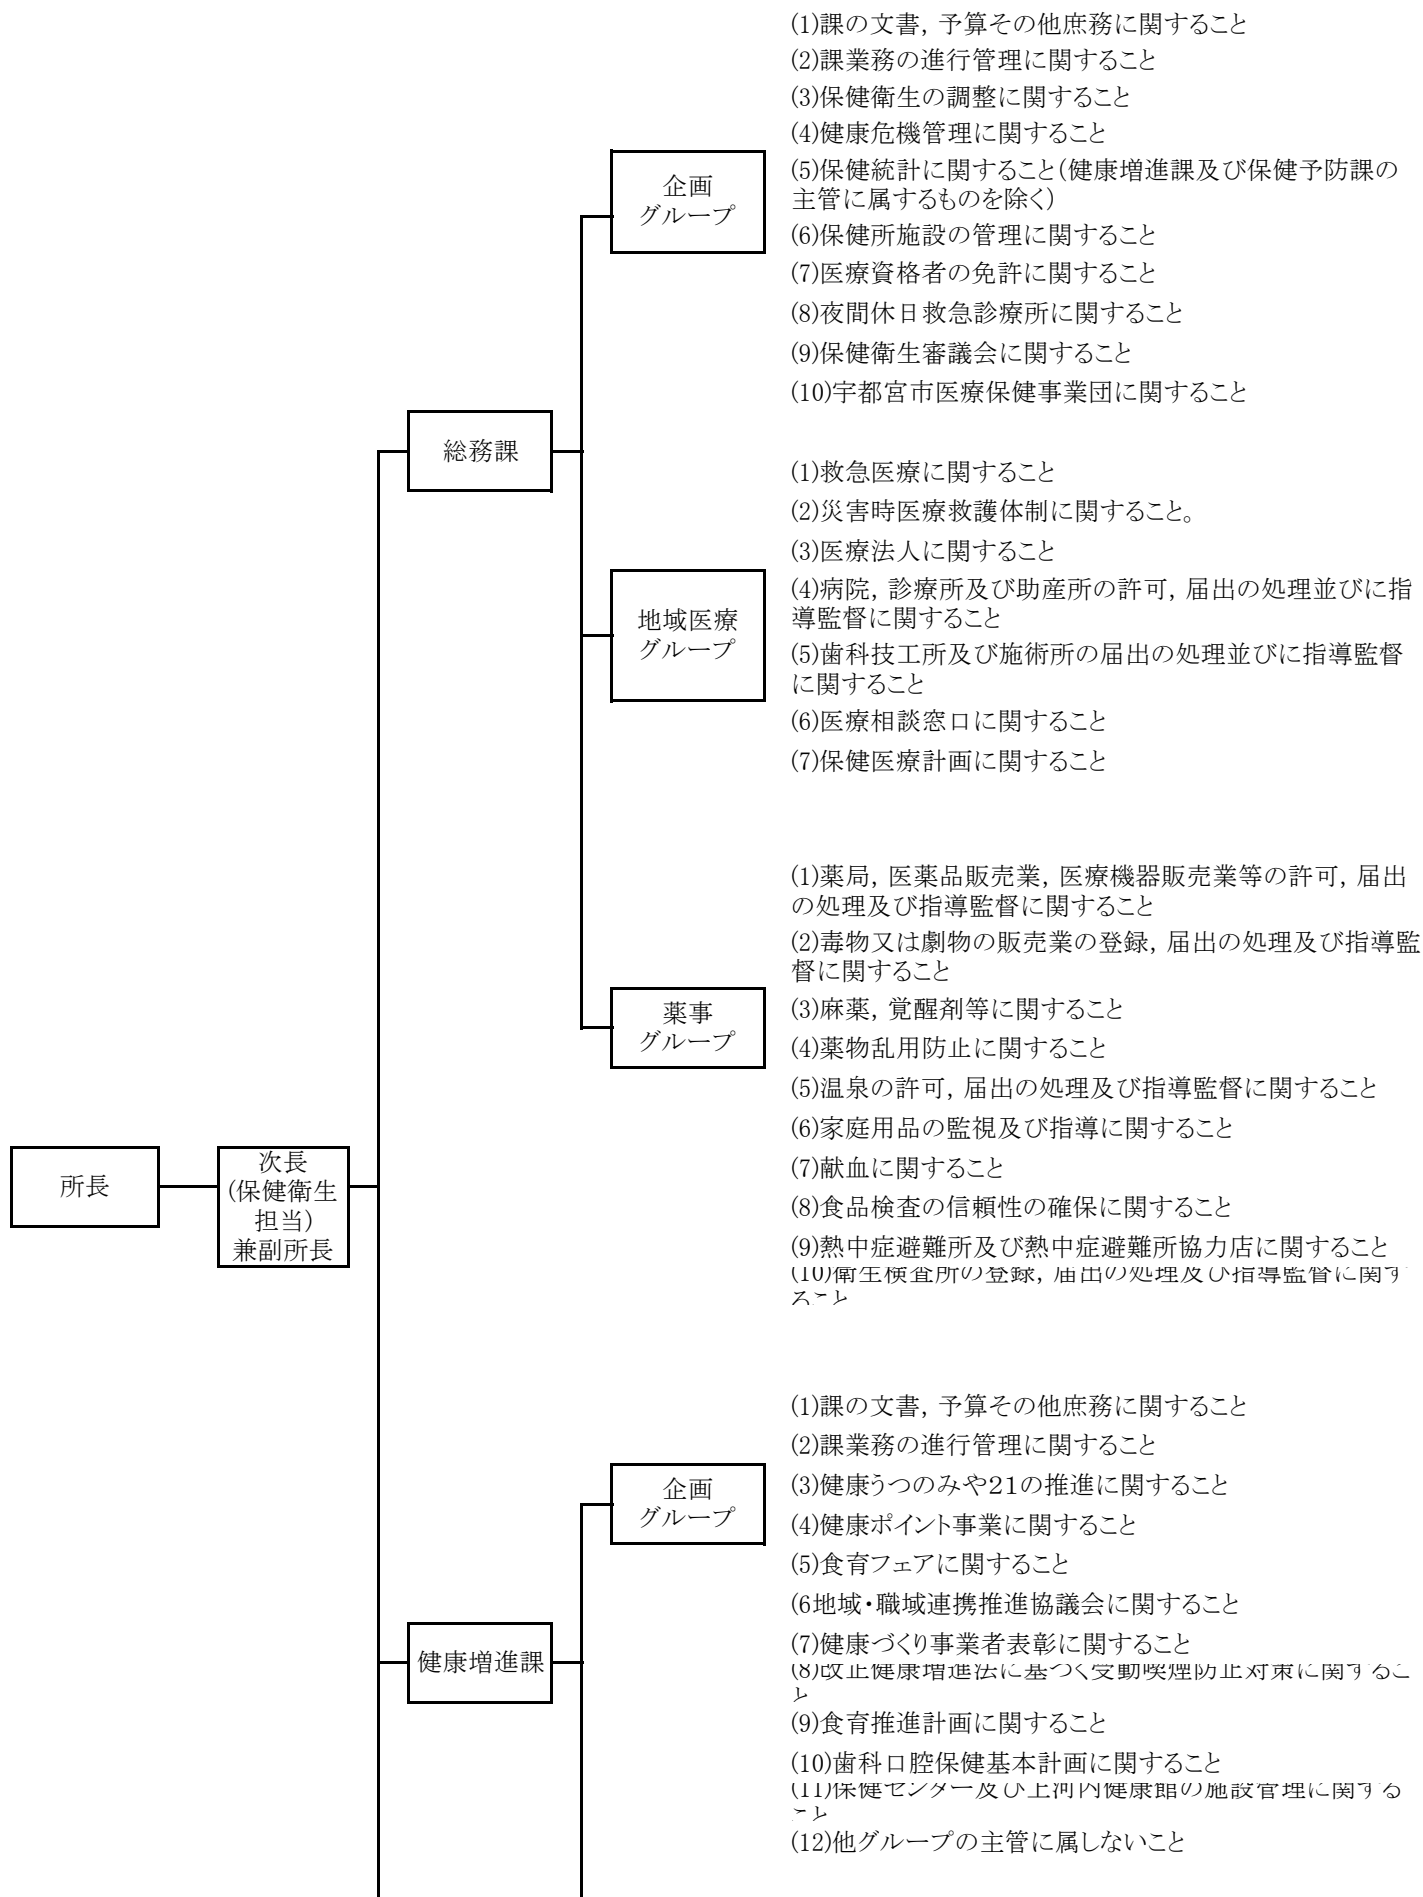 (1)課の文書, 予算その他庶務に関すること
(2)課業務の進行管理に関すること
(3)保健衛生の調整に関すること
(4)健康危機管理に関すること
企画
グループ
(5)保健統計に関すること(健康増進課及び保健予防課の
主管に属するものを除く)
(6)保健所施設の管理に関すること
(7)医療資格者の免許に関すること
(8)夜間休日救急診療所に関すること
(9)保健衛生審議会に関すること
(10)宇都宮市医療保健事業団に関すること
総務課
(1)救急医療に関すること
(2)災害時医療救護体制に関すること。
(3)医療法人に関すること
地域医療
グループ
(4)病院, 診療所及び助産所の許可, 届出の処理並びに指
導監督に関すること
(5)歯科技工所及び施術所の届出の処理並びに指導監督
に関すること
(6)医療相談窓口に関すること
(7)保健医療計画に関すること
(1)薬局, 医薬品販売業, 医療機器販売業等の許可, 届出
の処理及び指導監督に関すること
(2)毒物又は劇物の販売業の登録, 届出の処理及び指導監
督に関すること
薬事
グループ
(3)麻薬, 覚醒剤等に関すること
(4)薬物乱用防止に関すること
(5)温泉の許可, 届出の処理及び指導監督に関すること
(6)家庭用品の監視及び指導に関すること
(7)献血に関すること
所長
次長
(保健衛生
担当)
兼副所長
(8)食品検査の信頼性の確保に関すること
(9)熱中症避難所及び熱中症避難所協力店に関すること
(10)衛生検査所の登録, 届出の処理及び指導監督に関す
ること
(1)課の文書, 予算その他庶務に関すること
(2)課業務の進行管理に関すること
企画
グループ
(3)健康うつのみや21の推進に関すること
(4)健康ポイント事業に関すること
(5)食育フェアに関すること
(6地域・職域連携推進協議会に関すること
健康増進課
(7)健康づくり事業者表彰に関すること
(8)改正健康増進法に基づく受動喫煙防止対策に関するこ
と
(9)食育推進計画に関すること
(10)歯科口腔保健基本計画に関すること
(11)保健センター及び上河内健康館の施設管理に関する
こと
(12)他グループの主管に属しないこと